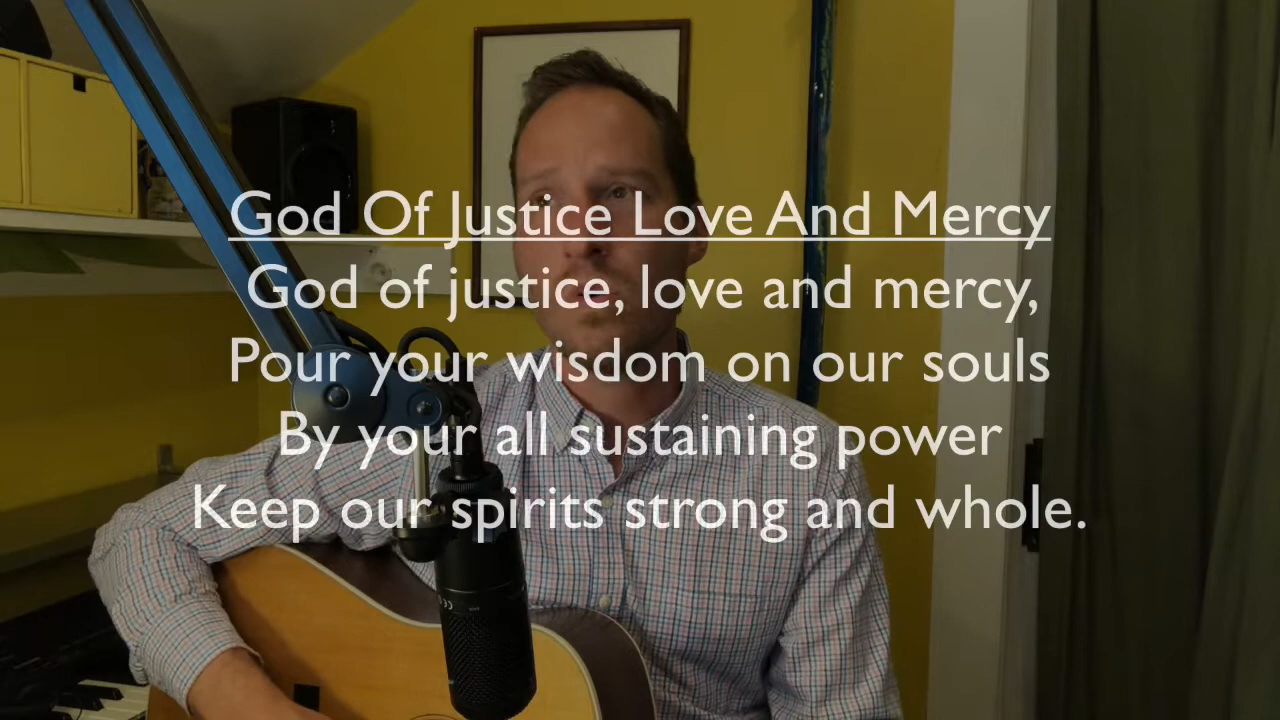 God Of Justice Love And Mercy
God of justice, love and mercy,
Pour your wisdom on our souls
By your all sustaining power
Keep our spirits strong and whole.